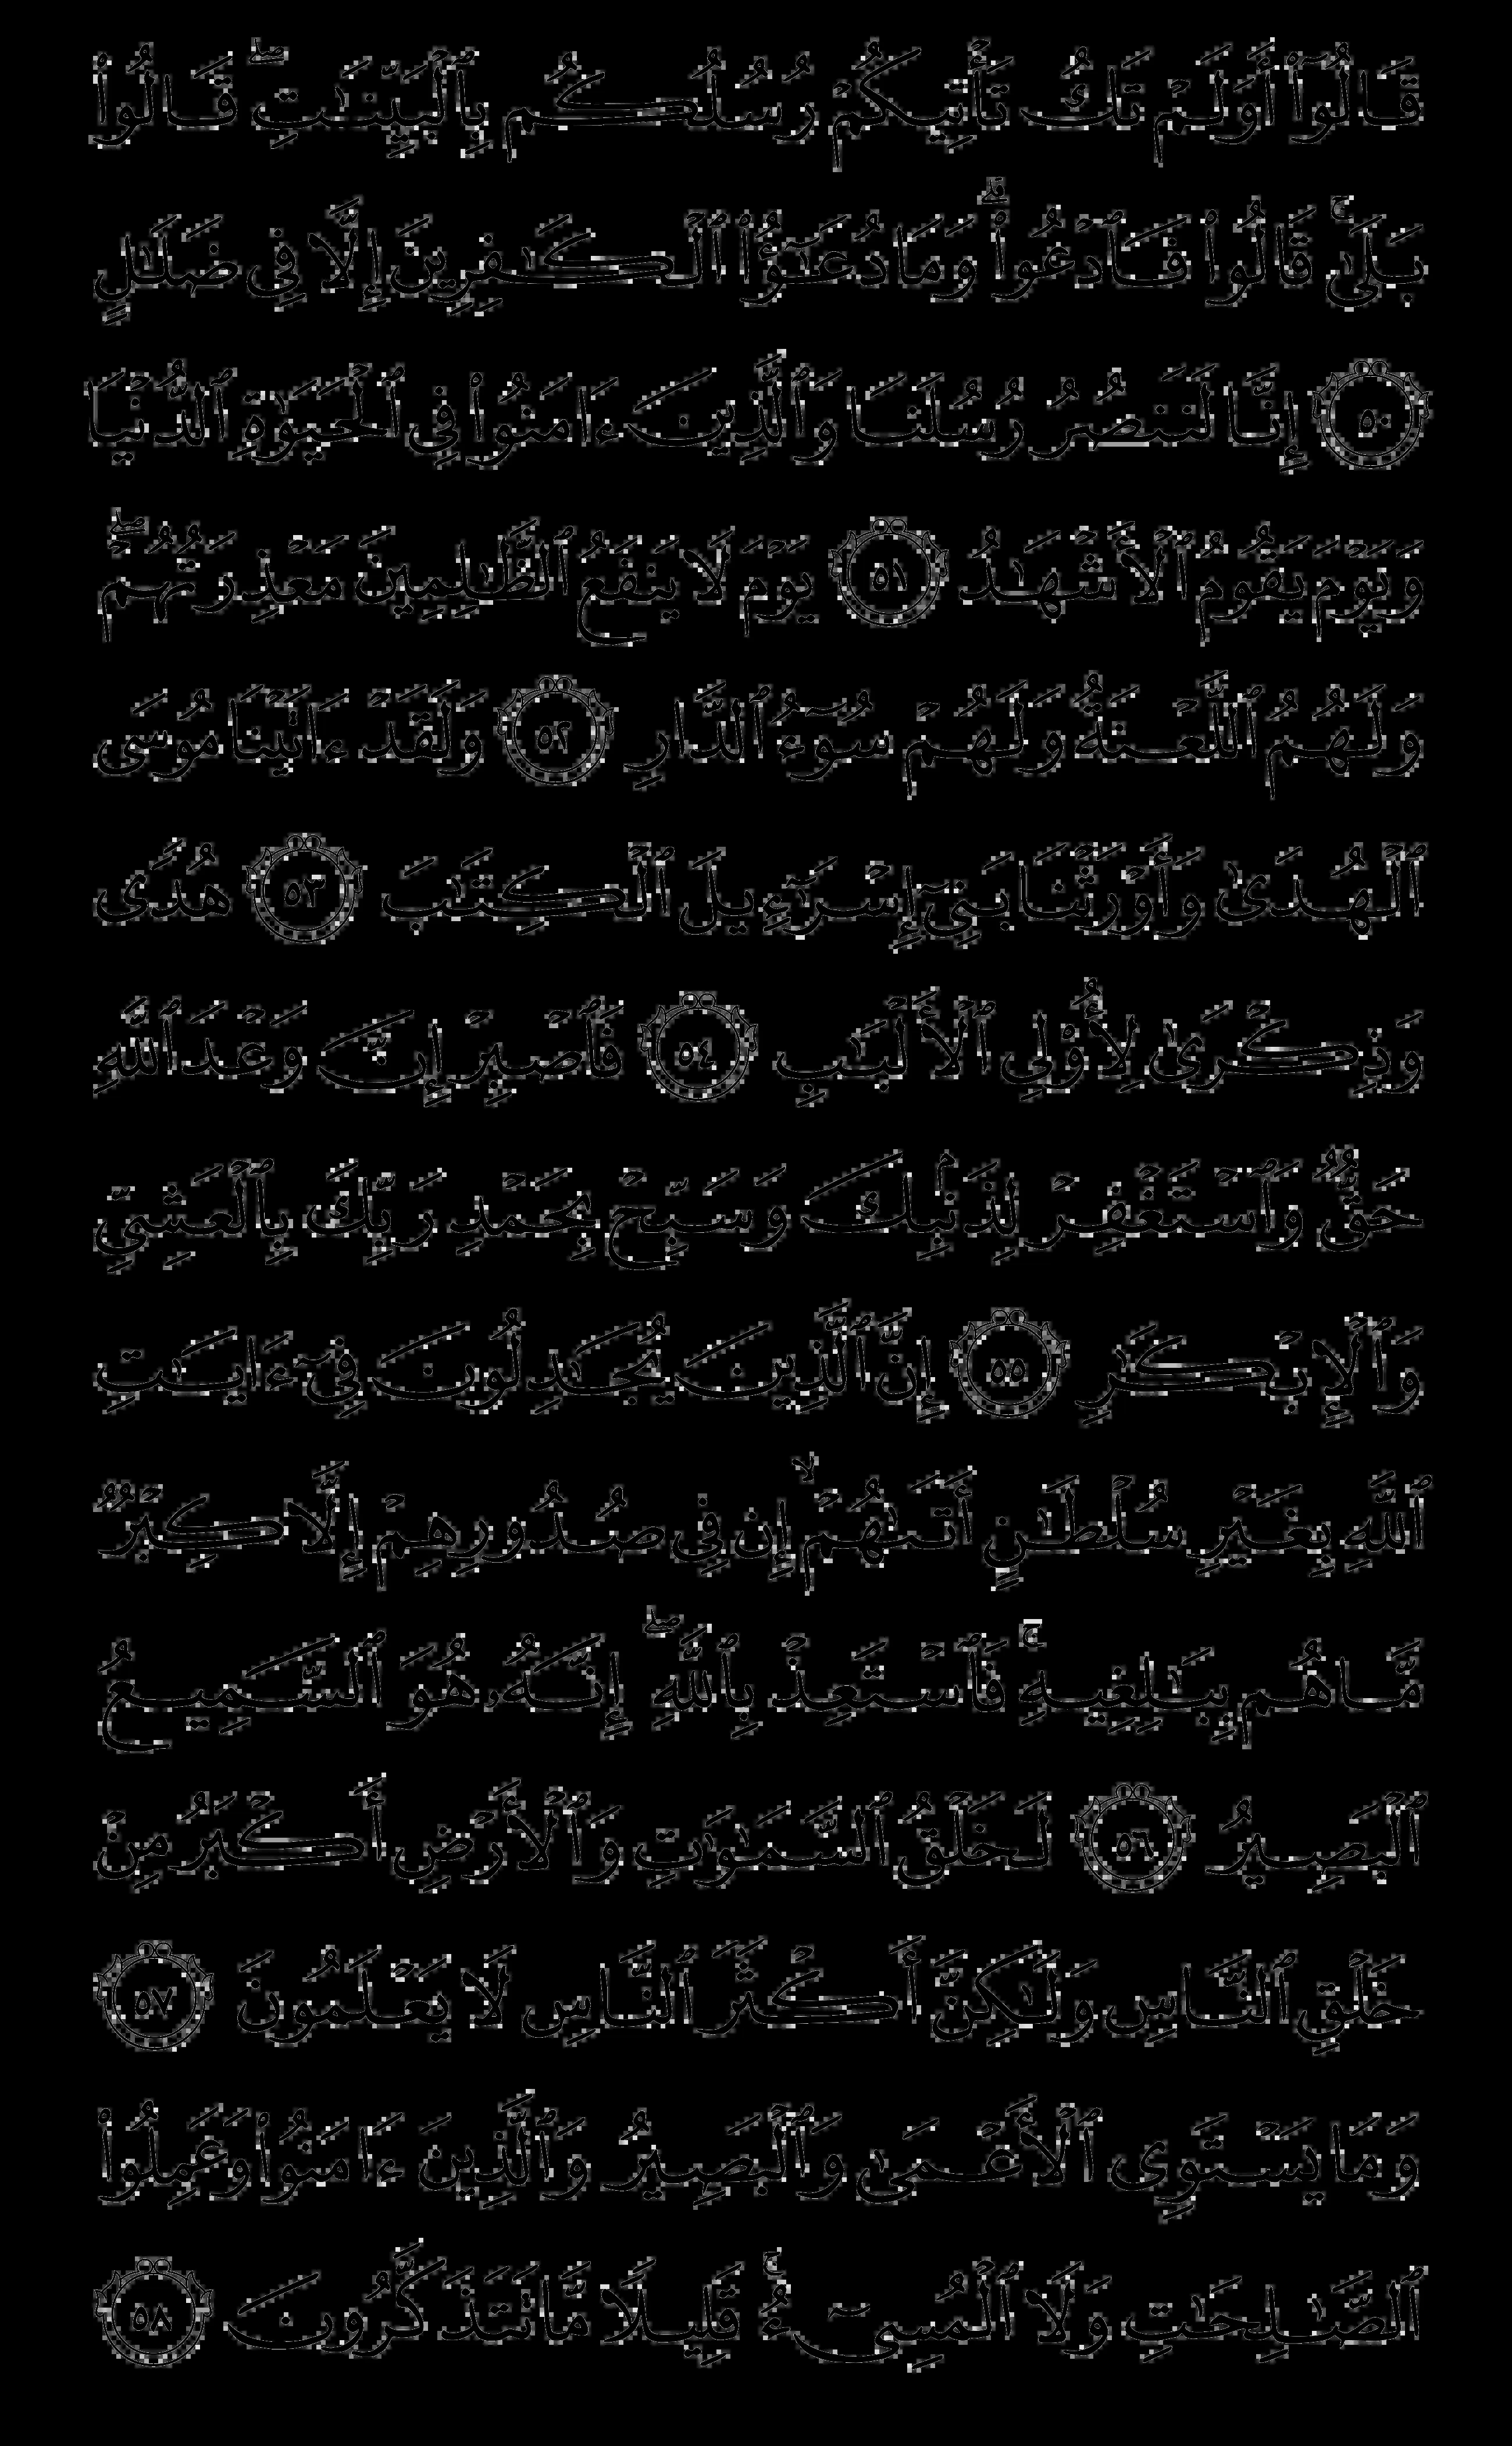 قَالُوٓا۟ أَوَلَمْ تَكُ تَأْتِيكُمْ رُسُلُكُم بِٱلْبَيِّنَـٰتِ ۖ قَالُوا۟
بَلَىٰ ۚ قَالُوا۟ فَٱدْعُوا۟ ۗ وَمَا دُعَـٰٓؤُا۟ ٱلْكَـٰفِرِينَ إِلَّا فِى ضَلَـٰلٍ
٥٠ إِنَّا لَنَنصُرُ رُسُلَنَا وَٱلَّذِينَ ءَامَنُوا۟ فِى ٱلْحَيَوٰةِ ٱلدُّنْيَا
وَيَوْمَ يَقُومُ ٱلْأَشْهَـٰدُ ٥١ يَوْمَ لَا يَنفَعُ ٱلظَّـٰلِمِينَ مَعْذِرَتُهُمْ ۖ
وَلَهُمُ ٱللَّعْنَةُ وَلَهُمْ سُوٓءُ ٱلدَّارِ ٥٢ وَلَقَدْ ءَاتَيْنَا مُوسَى
ٱلْهُدَىٰ وَأَوْرَثْنَا بَنِىٓ إِسْرَٰٓءِيلَ ٱلْكِتَـٰبَ ٥٣ هُدًى
وَذِكْرَىٰ لِأُو۟لِى ٱلْأَلْبَـٰبِ ٥٤ فَٱصْبِرْ إِنَّ وَعْدَ ٱللَّهِ
حَقٌّ وَٱسْتَغْفِرْ لِذَنۢبِكَ وَسَبِّحْ بِحَمْدِ رَبِّكَ بِٱلْعَشِىِّ
وَٱلْإِبْكَـٰرِ ٥٥ إِنَّ ٱلَّذِينَ يُجَـٰدِلُونَ فِىٓ ءَايَـٰتِ
ٱللَّهِ بِغَيْرِ سُلْطَـٰنٍ أَتَىٰهُمْ ۙ إِن فِى صُدُورِهِمْ إِلَّا كِبْرٌ
مَّا هُم بِبَـٰلِغِيهِ ۚ فَٱسْتَعِذْ بِٱللَّهِ ۖ إِنَّهُۥ هُوَ ٱلسَّمِيعُ
ٱلْبَصِيرُ ٥٦ لَخَلْقُ ٱلسَّمَـٰوَٰتِ وَٱلْأَرْضِ أَكْبَرُ مِنْ
خَلْقِ ٱلنَّاسِ وَلَـٰكِنَّ أَكْثَرَ ٱلنَّاسِ لَا يَعْلَمُونَ ٥٧
وَمَا يَسْتَوِى ٱلْأَعْمَىٰ وَٱلْبَصِيرُ وَٱلَّذِينَ ءَامَنُوا۟ وَعَمِلُوا۟
ٱلصَّـٰلِحَـٰتِ وَلَا ٱلْمُسِىٓءُ ۚ قَلِيلًا مَّا تَتَذَكَّرُونَ ٥٨